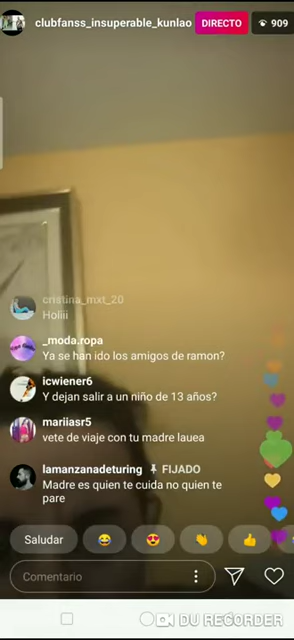 clubfanss_insuperable_kunlao
DIRECTO
909
cristina_mxt_20
Holiii
_moda.ropa
Ya se han ido los amigos de ramon?
icwiener6
Y dejan salir a un niño de 13 años?
mariiasr5
vete de viaje con tu madre lauea
lamanzanadeturing FIJADO
Madre es quien te cuida no quien te
pare
Saludar
Comentario
DU RECORDER